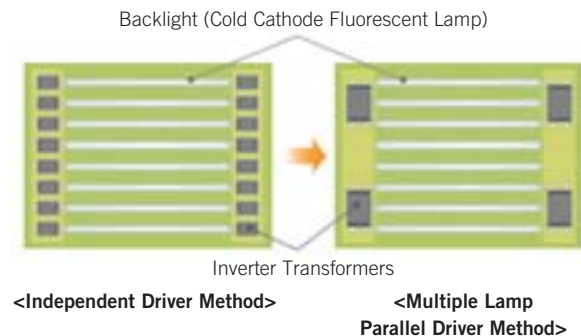 Backlight (Cold Cathode Fluorescent Lamp)
Inverter Transformers
<Independent Driver Method>
<Multiple Lamp
Parallel Driver Method>